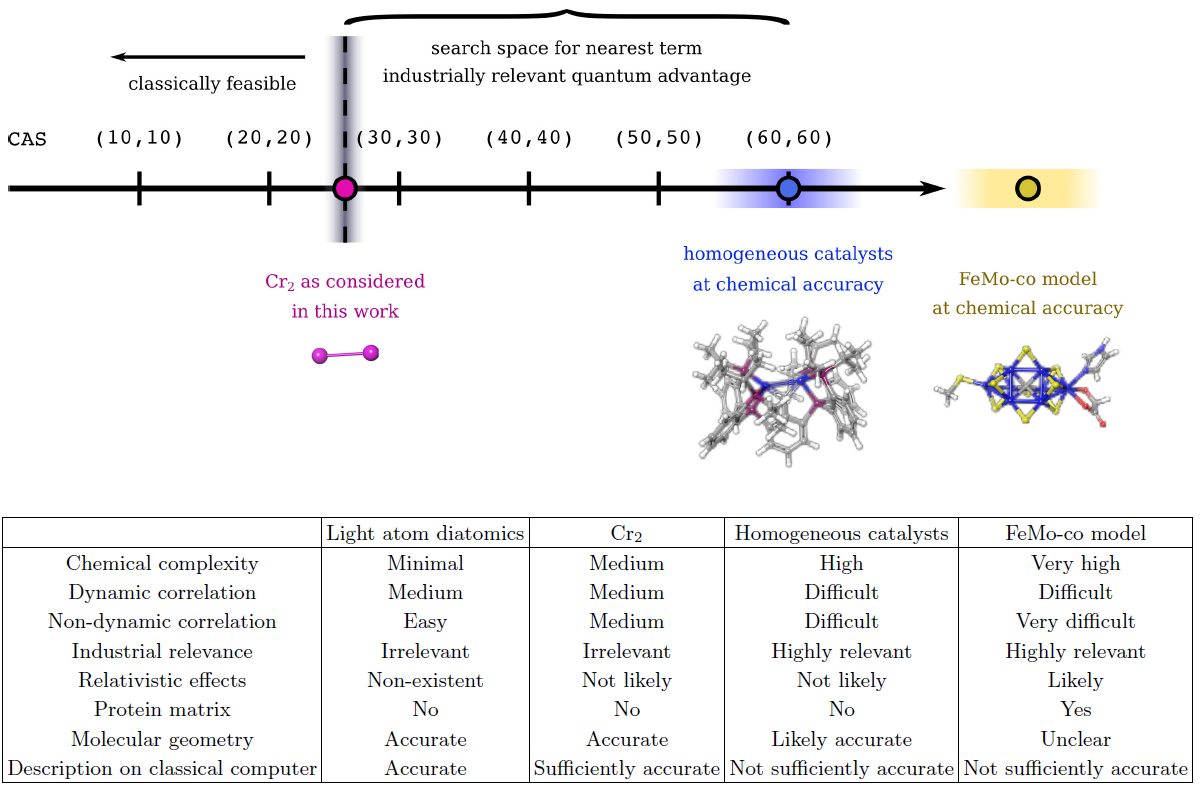 search space for nearest term
industrially relevant quantum advantage
classically feasible
CAS (10,10) (20,20) (30,30) (40,40) (50,50) (60,60)
homogeneous catalysts
at chemical accuracy
Cr2 as considered
in this work
FeMo-co model
at chemical accuracy
Light atom diatomics Cr2 Homogeneous catalysts FeMo-co model
Chemical complexity Minimal Medium High Very high
Dynamic correlation Medium Medium Difficult Difficult
Non-dynamic correlation Easy Medium Difficult Very difficult
Industrial relevance Irrelevant Irrelevant Highly relevant Highly relevant
Relativistic effects Non-existent Not likely Not likely Likely
Protein matrix No No No Yes
Molecular geometry Accurate Accurate Likely accurate Unclear
Description on classical computer Accurate Sufficiently accurate Not sufficiently accurate Not sufficiently accurate